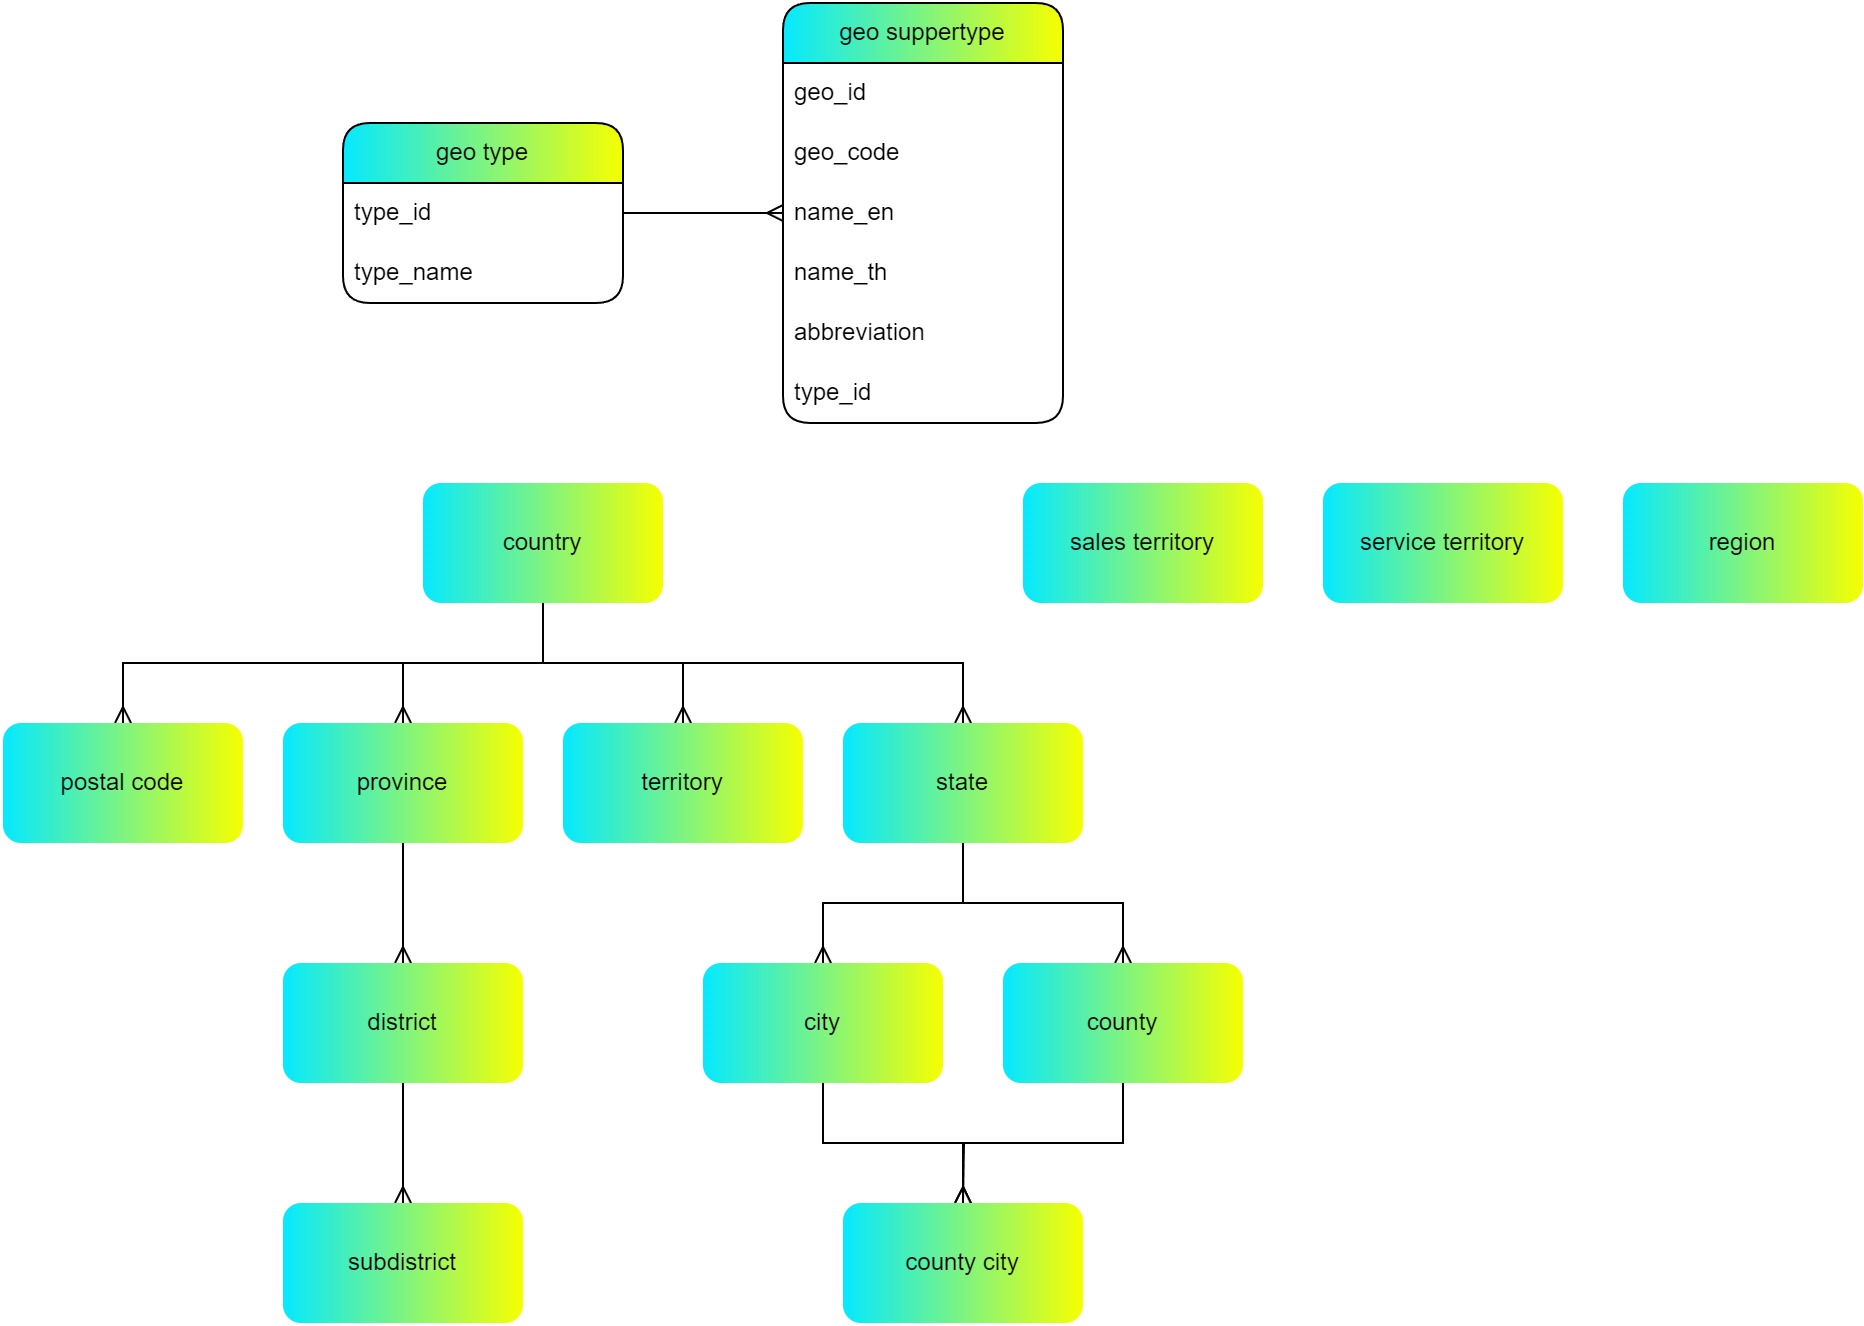 geo suppertype
geo_id
geo_code
name_en
name_th
abbreviation
type_id
geo type
type_id
type_name
country
sales territory
service territory
region
postal code
province
territory
state
district
city
county
subdistrict
county city